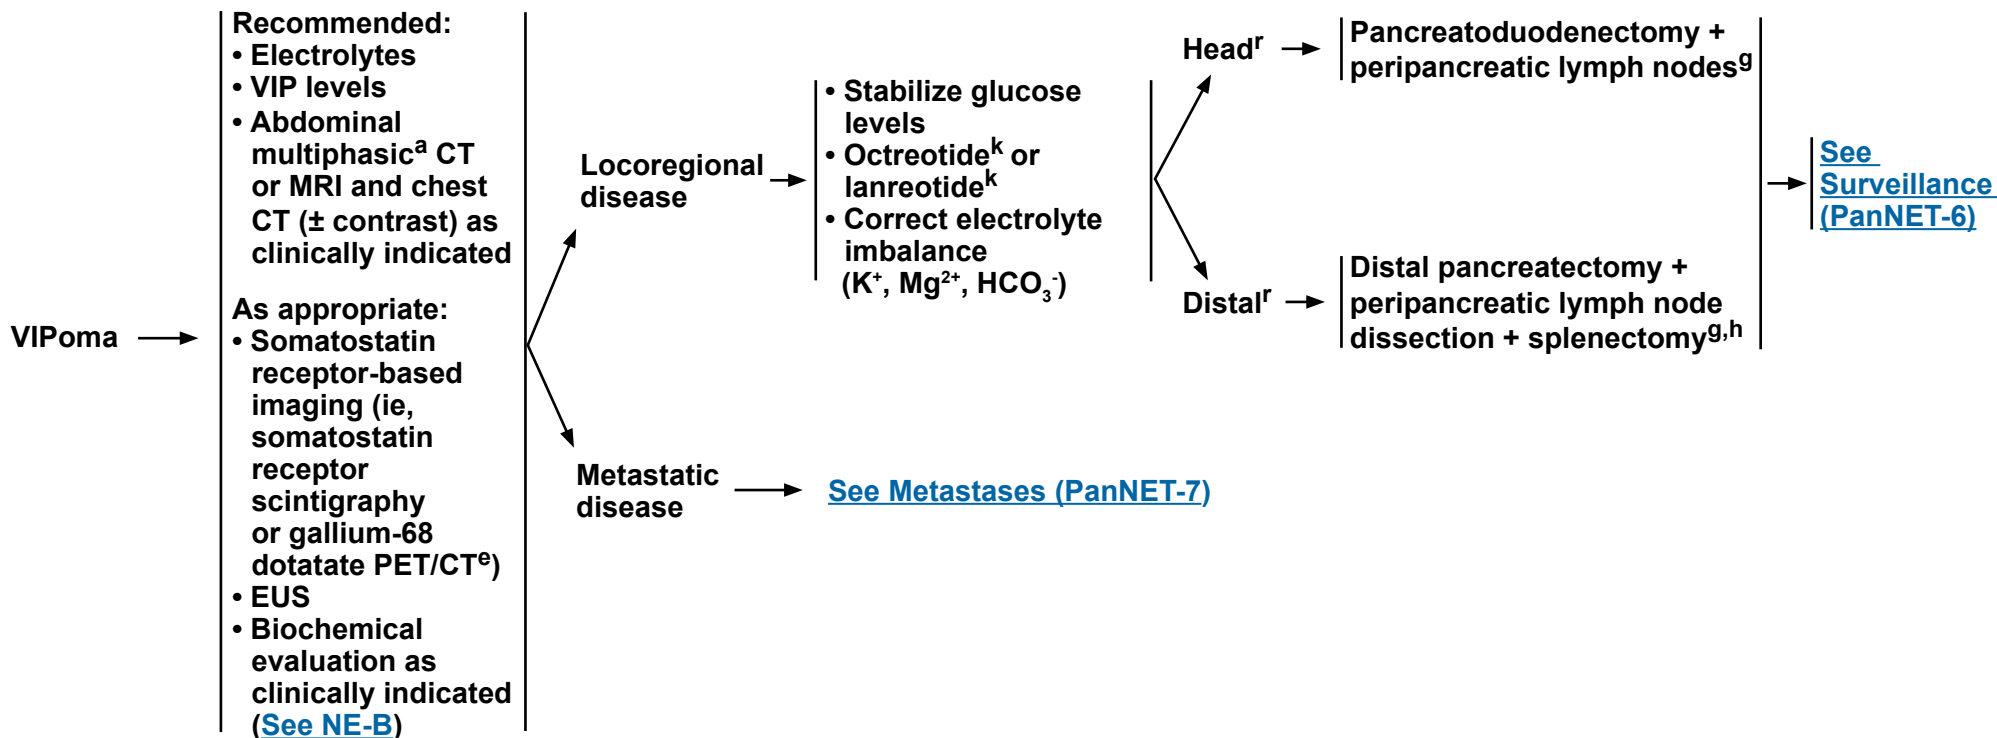 VIPoma
Recommended:
• Electrolytes
• VIP levels
• Abdominal
multiphasicᵃ CT
or MRI and chest
CT (± contrast) as
clinically indicated
As appropriate:
• Somatostatin
receptor-based
imaging (ie,
somatostatin
receptor
scintigraphy
or gallium-68
dotatate PET/CTᵉ)
• EUS
• Biochemical
evaluation as
clinically indicated
(See NE-B)
Locoregional
disease
• Stabilize glucose
levels
• Octreotideᵏ or
lanreotideᵏ
• Correct electrolyte
imbalance
(K⁺, Mg²⁺, HCO₃⁻)
Headʳ
Pancreatoduodenectomy +
peripancreatic lymph nodesᵍ
Distalʳ
Distal pancreatectomy +
peripancreatic lymph node
dissection + splenectomyᵍ,ʰ
See
Surveillance
(PanNET-6)
Metastatic
disease
See Metastases (PanNET-7)